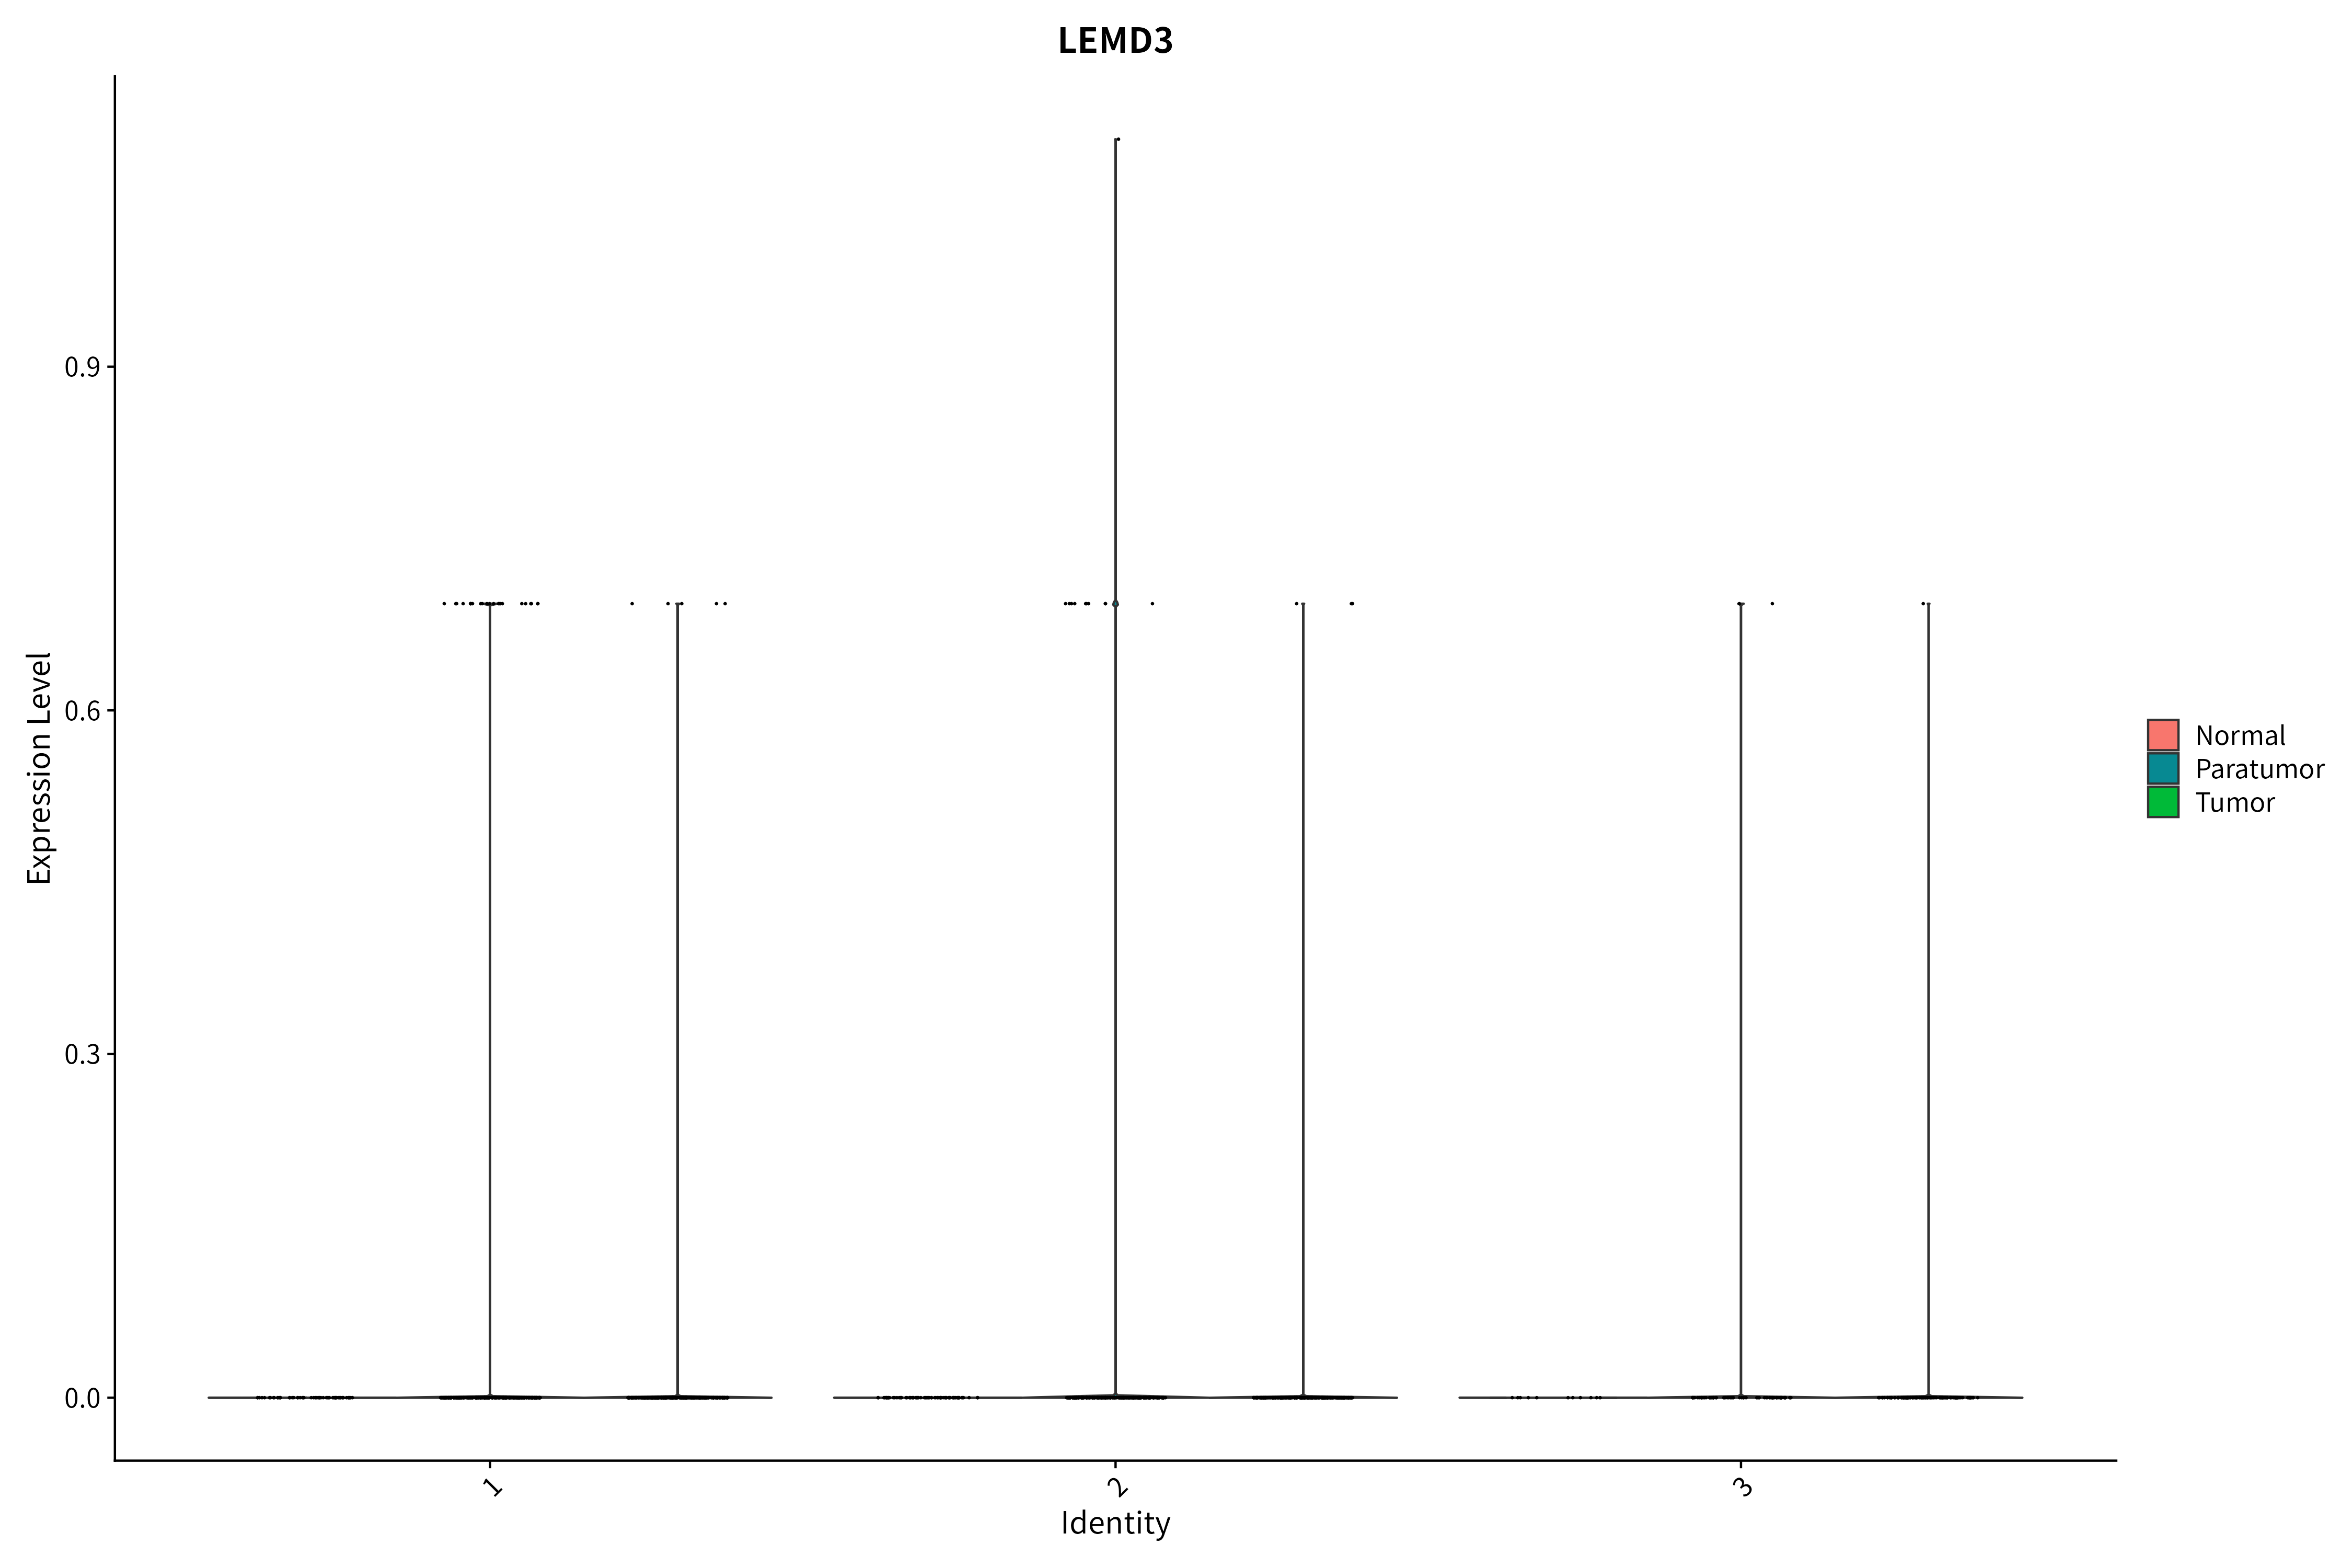 LEMD3
Expression Level
0.9
0.6
0.3
0.0
1
2
3
Identity
Normal
Paratumor
Tumor